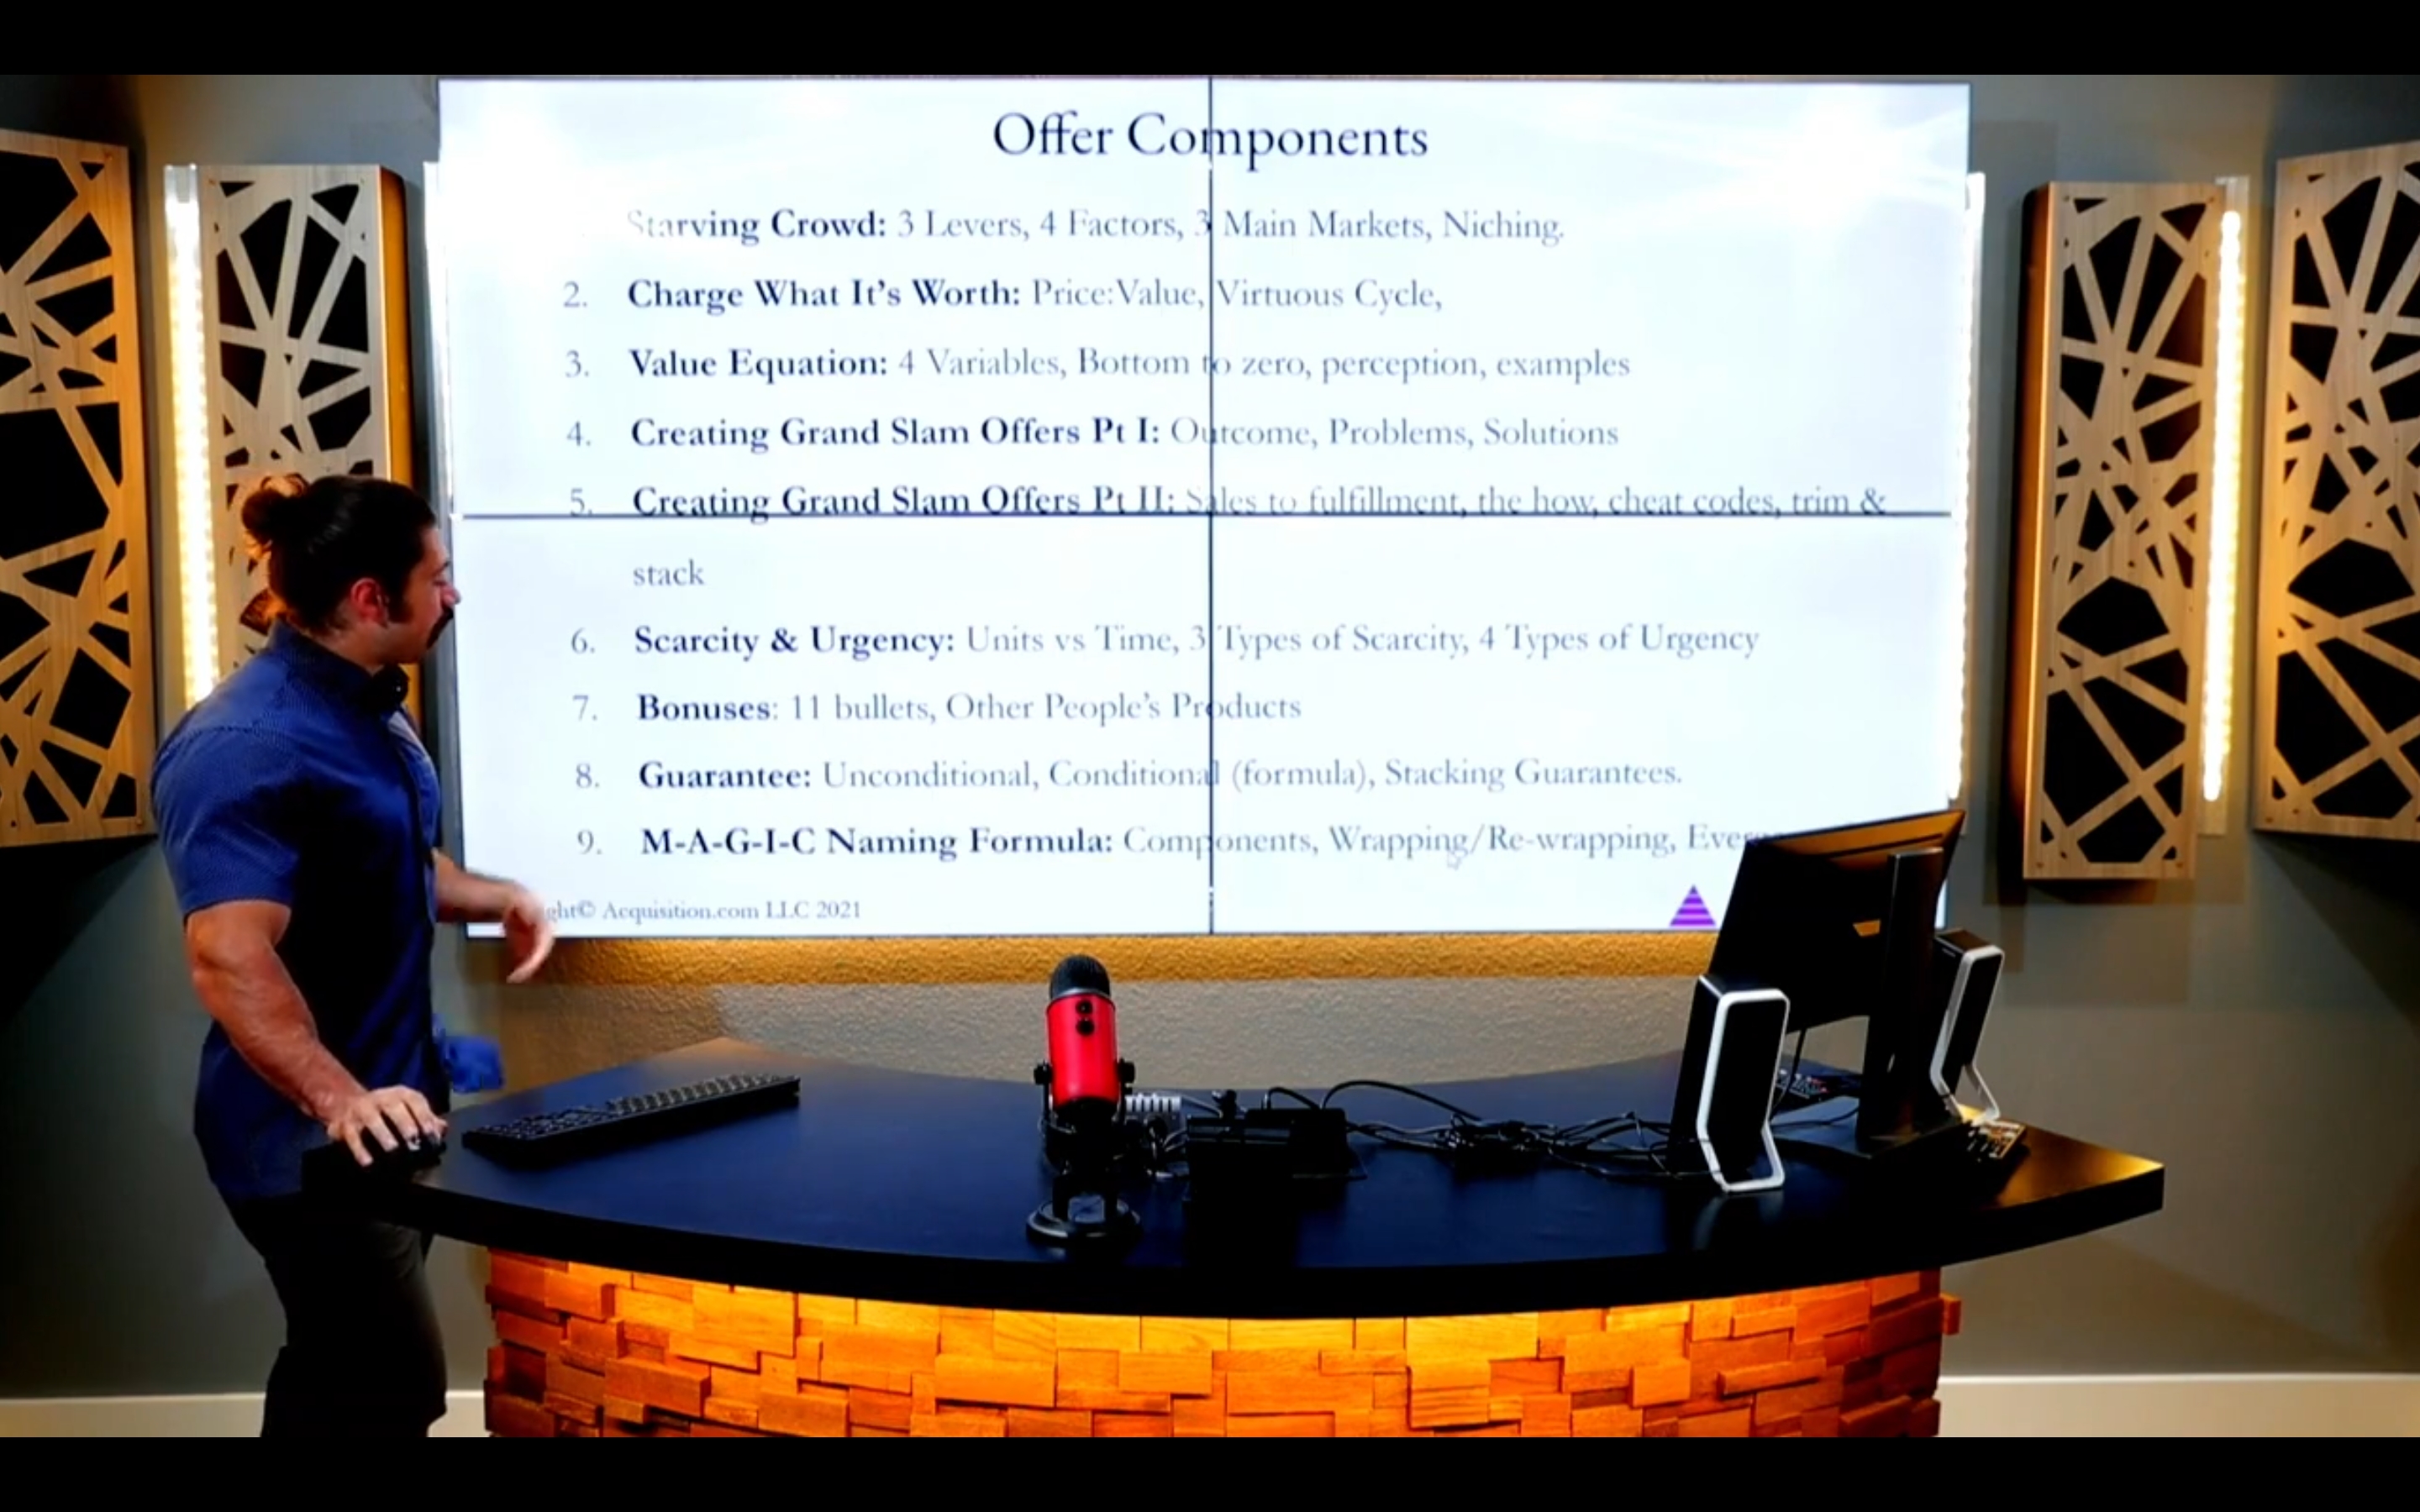 Offer Components
Starving Crowd: 3 Levers, 4 Factors, 3 Main Markets, Niching.
2. Charge What It's Worth: Price:Value, Virtuous Cycle,
3. Value Equation: 4 Variables, Bottom to zero, perception, examples
4. Creating Grand Slam Offers Pt I: Outcome, Problems, Solutions
5. Creating Grand Slam Offers Pt II: Sales to fulfillment, the how, cheat codes, trim &
stack
6. Scarcity & Urgency: Units vs Time, 3 Types of Scarcity, 4 Types of Urgency
7. Bonuses: 11 bullets, Other People's Products
8. Guarantee: Unconditional, Conditional (formula), Stacking Guarantees.
9. M-A-G-I-C Naming Formula: Components, Wrapping/Re-wrapping,
© Acquisition.com LLC 2021